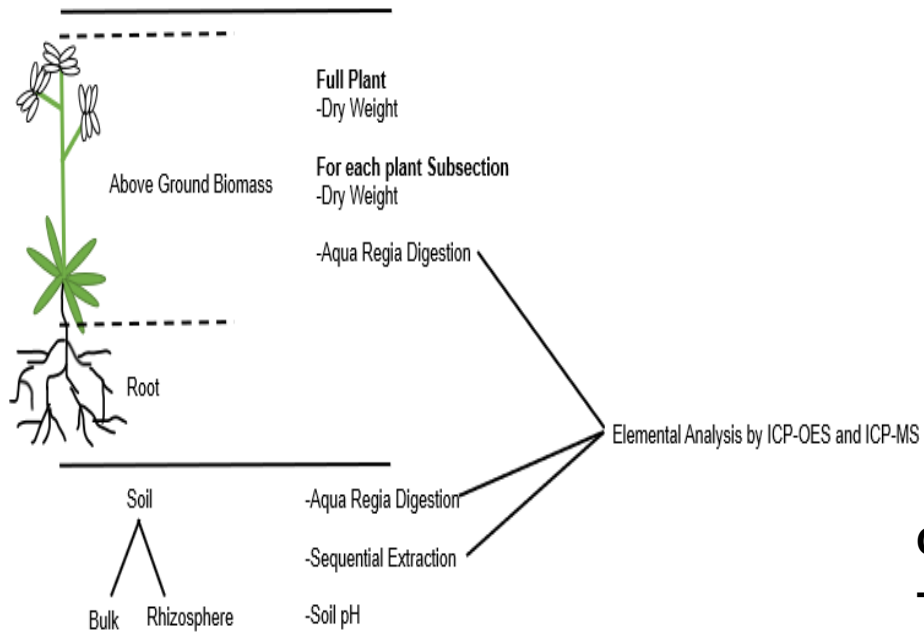 Full Plant
-Dry Weight
For each plant Subsection
-Dry Weight
Above Ground Biomass
-Aqua Regia Digestion
Root
Elemental Analysis by ICP-OES and ICP-MS
Soil
-Aqua Regia Digestion
-Sequential Extraction
Bulk
Rhizosphere
-Soil pH